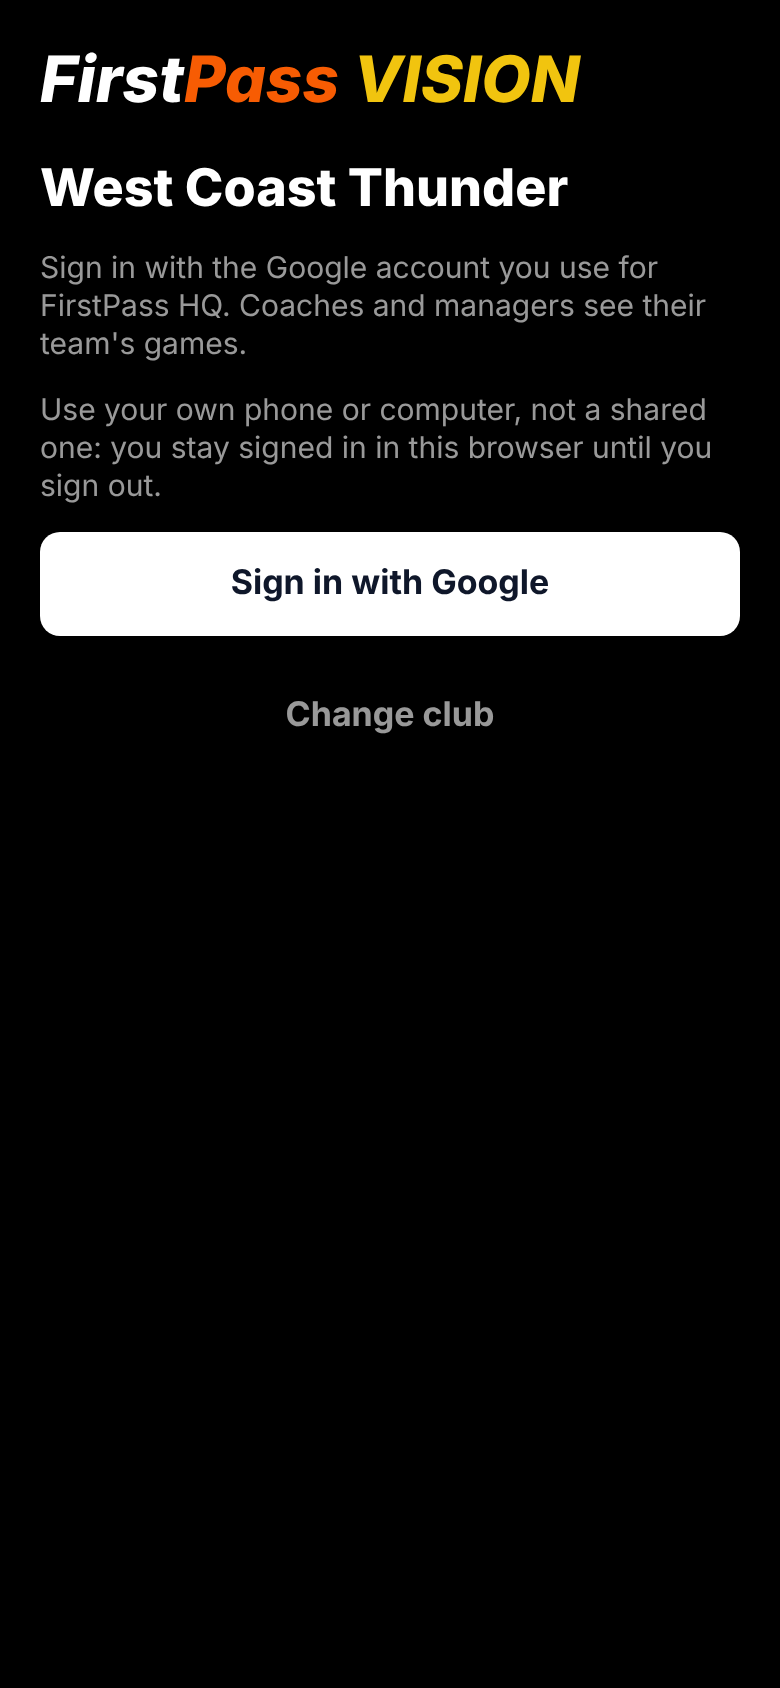 FirstPass VISION
West Coast Thunder
Sign in with the Google account you use for
FirstPass HQ. Coaches and managers see their
team's games.
Use your own phone or computer, not a shared
one: you stay signed in in this browser until you
sign out.
Sign in with Google
Change club